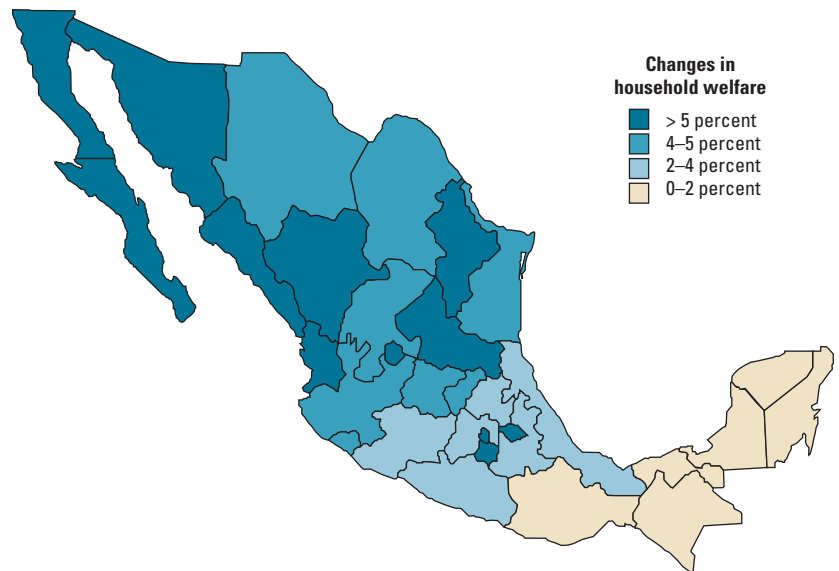 Changes in
household welfare
> 5 percent
4–5 percent
2–4 percent
0–2 percent